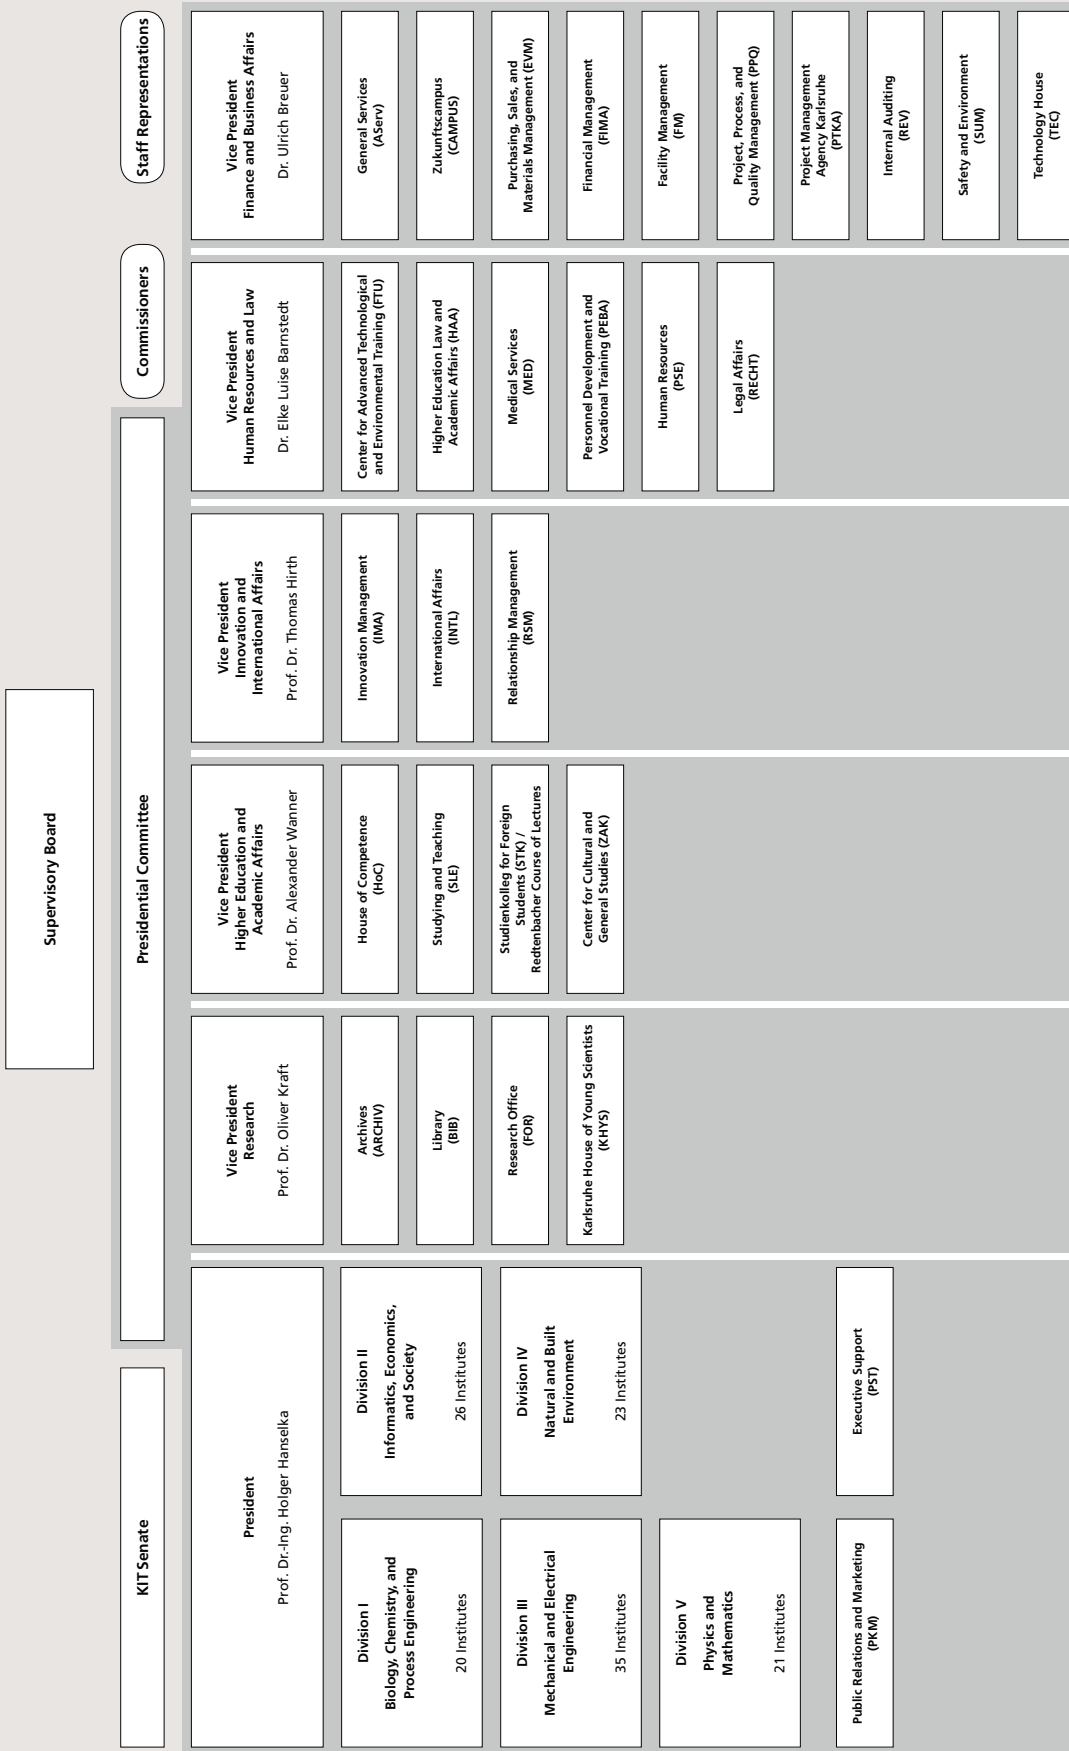 Supervisory Board
KIT Senate
Presidential Committee
Commissioners
Staff Representations
President
Prof. Dr.-Ing. Holger Hanselka
Division I
Biology, Chemistry, and
Process Engineering
20 Institutes
Division II
Informatics, Economics,
and Society
26 Institutes
Division III
Mechanical and Electrical
Engineering
35 Institutes
Division IV
Natural and Built
Environment
23 Institutes
Division V
Physics and
Mathematics
21 Institutes
Public Relations and Marketing
(PKM)
Executive Support
(PST)
Vice President
Research
Prof. Dr. Oliver Kraft
Archives
(ARCHIV)
Library
(BIB)
Research Office
(FOR)
Karlsruhe House of Young Scientists
(KHYS)
Vice President
Higher Education and
Academic Affairs
Prof. Dr. Alexander Wanner
House of Competence
(HoC)
Studying and Teaching
(SLE)
Studienkolleg for Foreign
Students (STK) /
Redtenbacher Course of Lectures
Center for Cultural and
General Studies (ZAK)
Vice President
Innovation and
International Affairs
Prof. Dr. Thomas Hirth
Innovation Management
(IMA)
International Affairs
(INTL)
Relationship Management
(RSM)
Vice President
Human Resources and Law
Dr. Elke Luise Barnstedt
Center for Advanced Technological
and Environmental Training (FTU)
Higher Education Law and
Academic Affairs (HAA)
Medical Services
(MED)
Personnel Development and
Vocational Training (PEBA)
Human Resources
(PSE)
Legal Affairs
(RECHT)
Vice President
Finance and Business Affairs
Dr. Ulrich Breuer
General Services
(AServ)
Zukunftscampus
(CAMPUS)
Purchasing, Sales, and
Materials Management (EVM)
Financial Management
(FIMA)
Facility Management
(FM)
Project, Process, and
Quality Management (PPQ)
Project Management
Agency Karlsruhe
(PTKA)
Internal Auditing
(REV)
Safety and Environment
(SUM)
Technology House
(TEC)